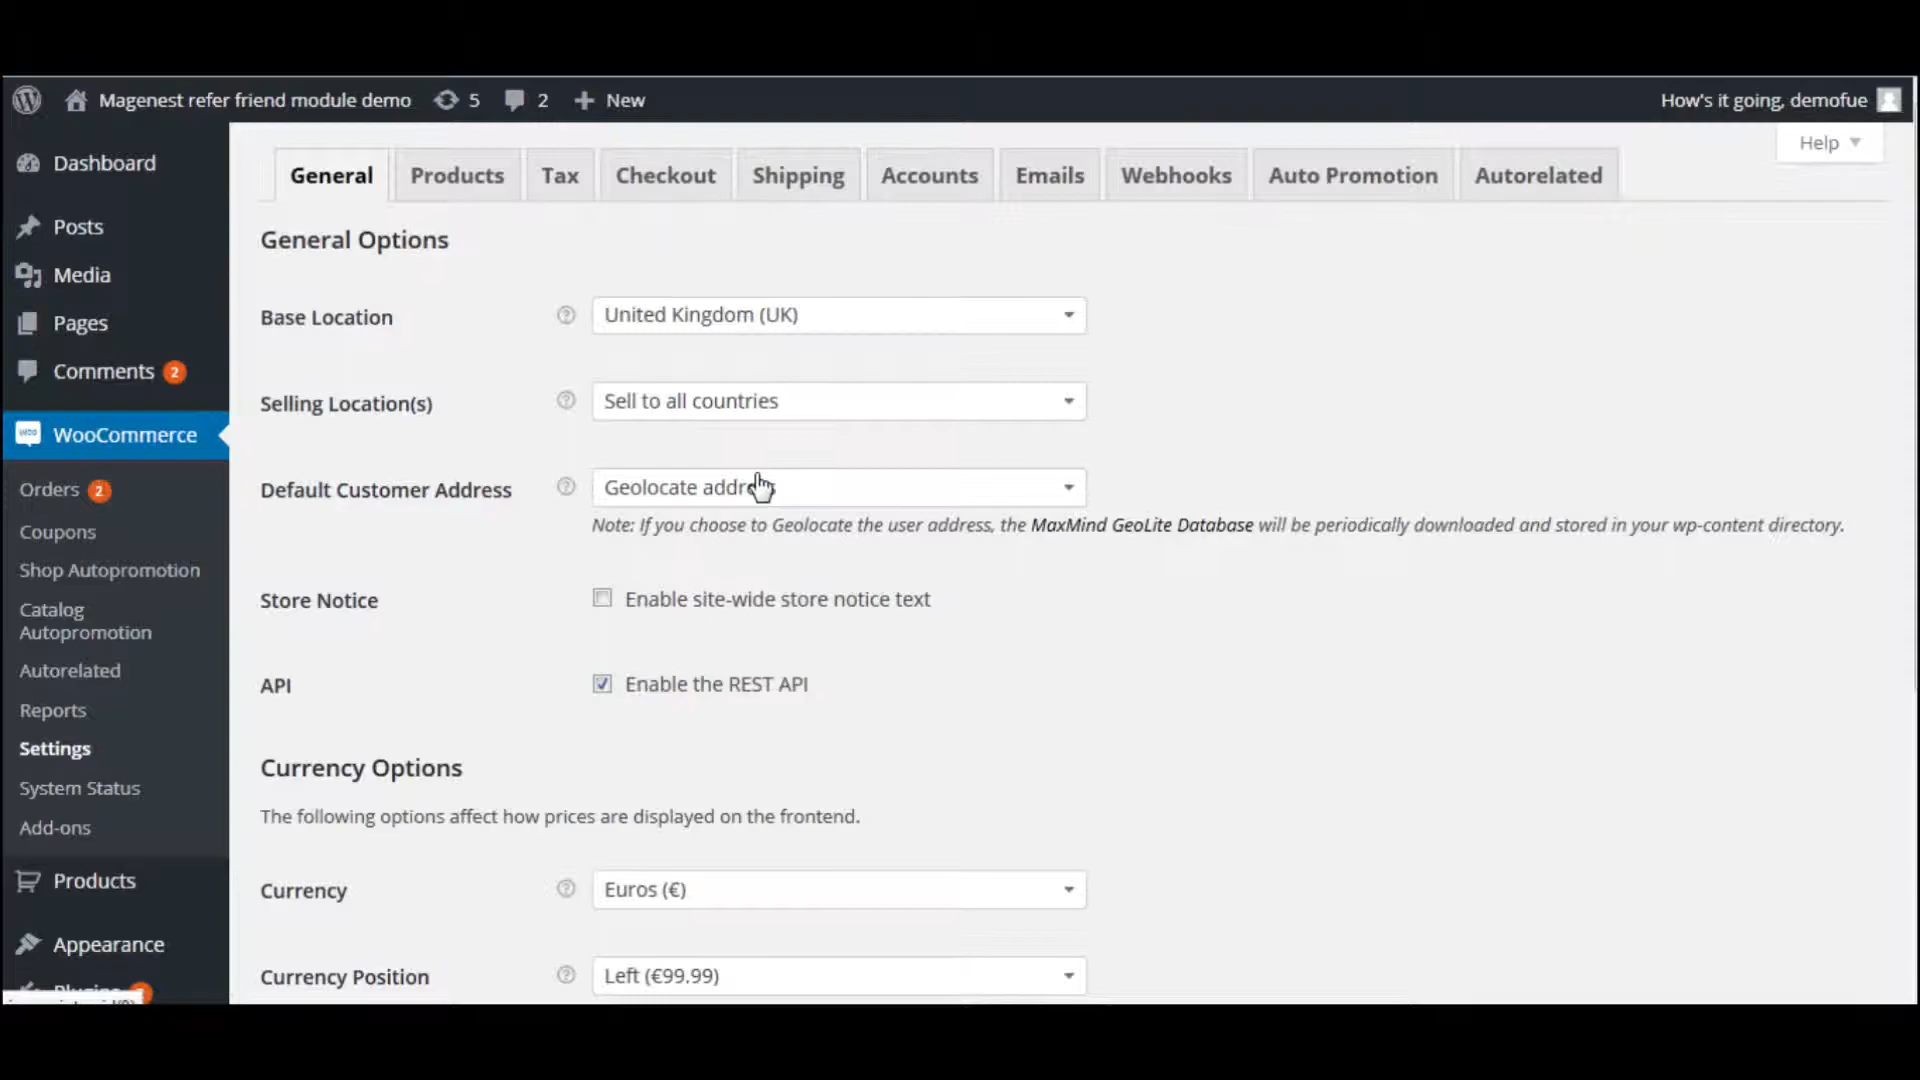 Magenest refer friend module demo 5 2 New How's it going, demofue
Help
Dashboard
Posts
Media
Pages
Comments 2
WooCommerce
Orders 2
Coupons
Shop Autopromotion
Catalog
Autopromotion
Autorelated
Reports
Settings
System Status
Add-ons
Products
Appearance
Plugins
General Products Tax Checkout Shipping Accounts Emails Webhooks Auto Promotion Autorelated
General Options
Base Location United Kingdom (UK)
Selling Location(s) Sell to all countries
Default Customer Address Geolocate address
Note: If you choose to Geolocate the user address, the MaxMind GeoLite Database will be periodically downloaded and stored in your wp-content directory.
Store Notice Enable site-wide store notice text
API Enable the REST API
Currency Options
The following options affect how prices are displayed on the frontend.
Currency Euros (€)
Currency Position Left (€99.99)